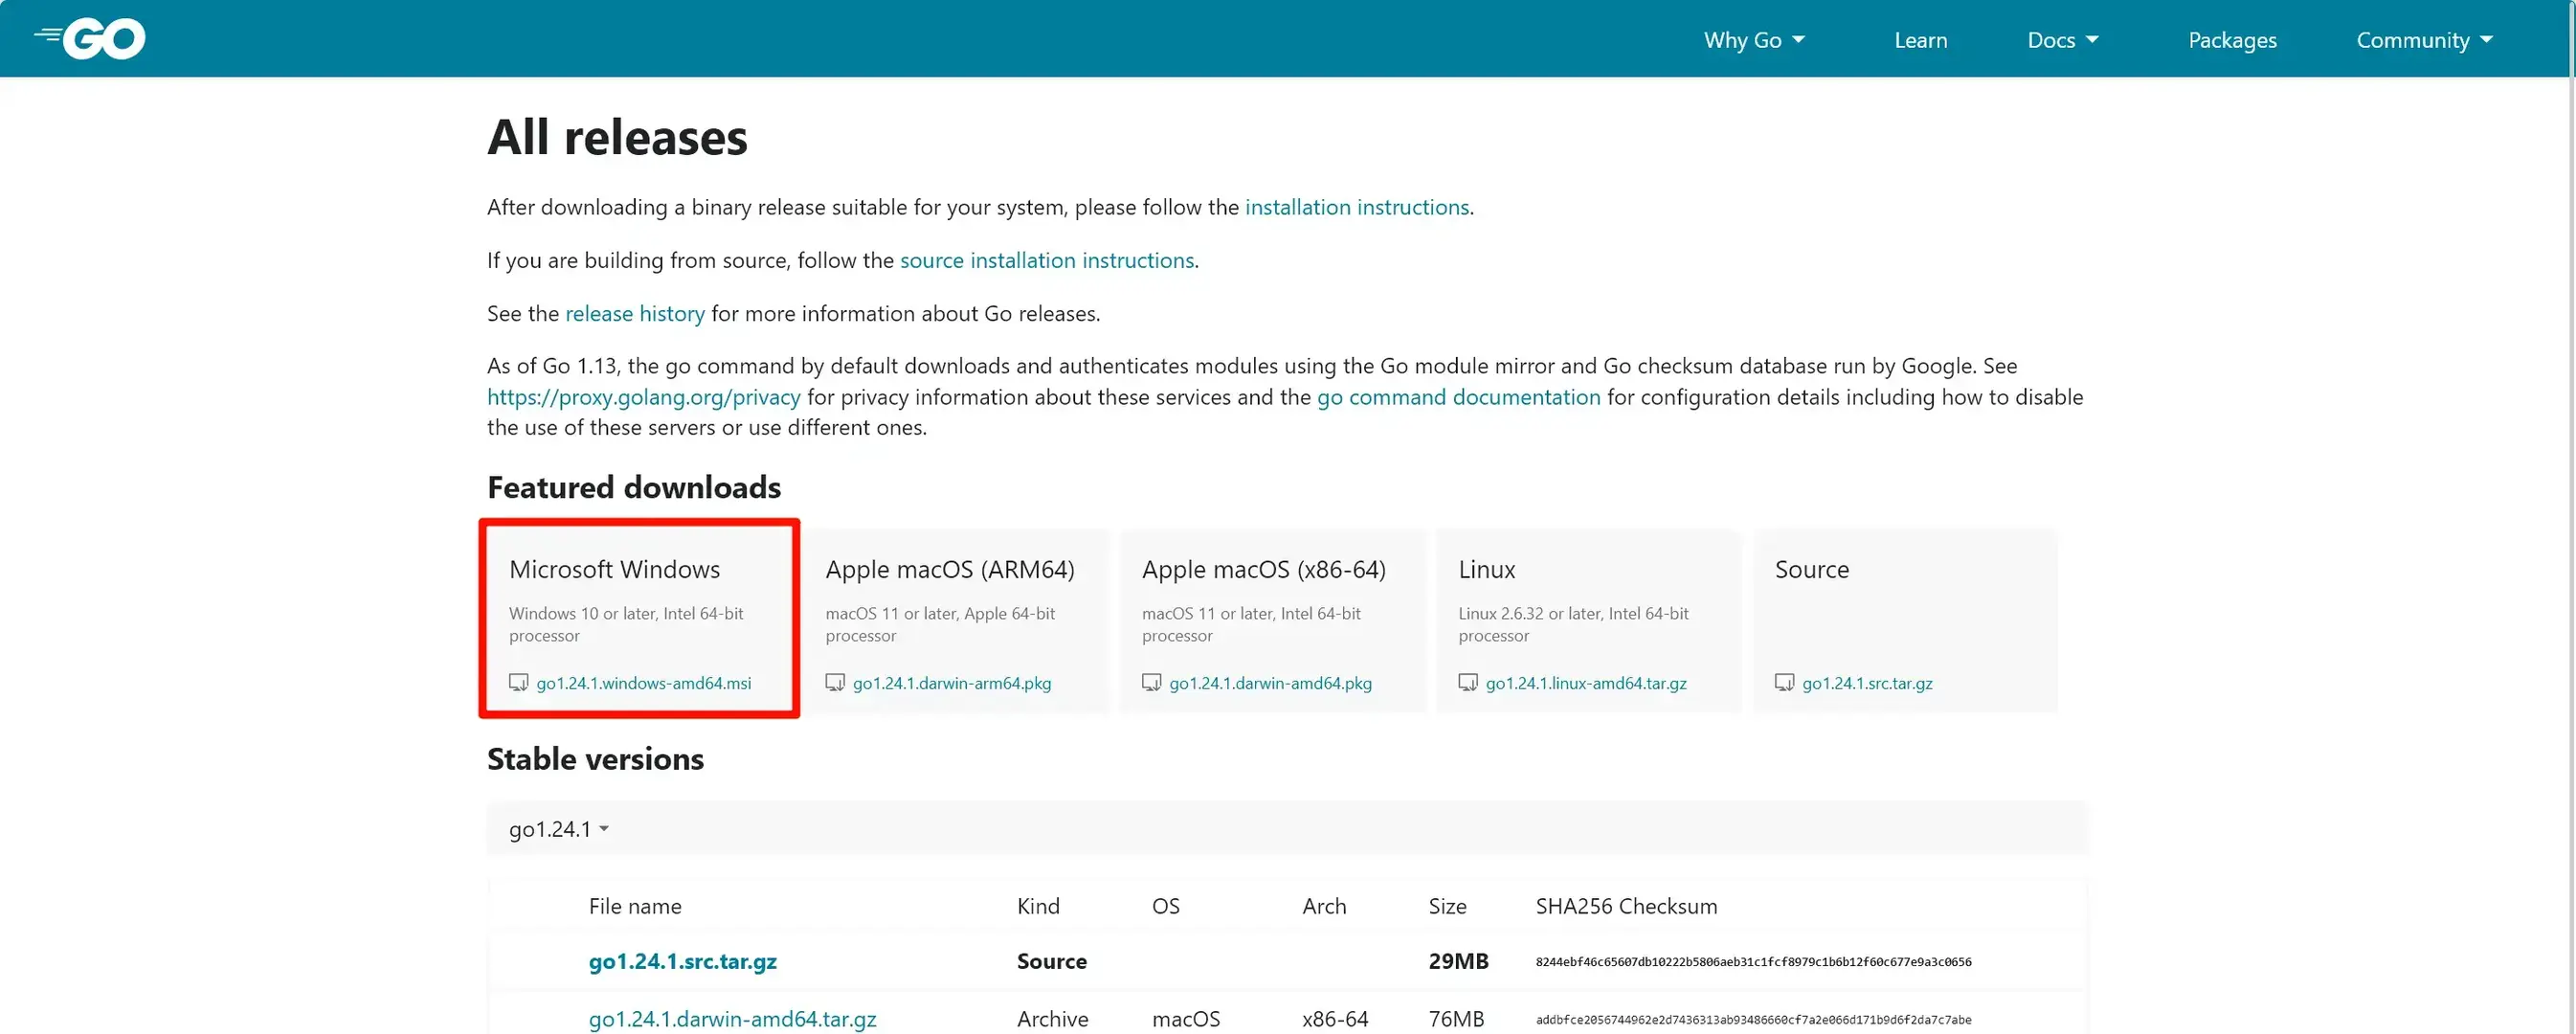 GO
Why Go
Learn
Docs
Packages
Community
All releases
After downloading a binary release suitable for your system, please follow the installation instructions.
If you are building from source, follow the source installation instructions.
See the release history for more information about Go releases.
As of Go 1.13, the go command by default downloads and authenticates modules using the Go module mirror and Go checksum database run by Google. See
https://proxy.golang.org/privacy for privacy information about these services and the go command documentation for configuration details including how to disable
the use of these servers or use different ones.
Featured downloads
Microsoft Windows
Windows 10 or later, Intel 64-bit
processor
go1.24.1.windows-amd64.msi
Apple macOS (ARM64)
macOS 11 or later, Apple 64-bit
processor
go1.24.1.darwin-arm64.pkg
Apple macOS (x86-64)
macOS 11 or later, Intel 64-bit
processor
go1.24.1.darwin-amd64.pkg
Linux
Linux 2.6.32 or later, Intel 64-bit
processor
go1.24.1.linux-amd64.tar.gz
Source
go1.24.1.src.tar.gz
Stable versions
go1.24.1
File name Kind OS Arch Size SHA256 Checksum
go1.24.1.src.tar.gz Source 29MB 8244ebf46c65607db10222b5806aeb31c1fcf8979c1b6b12f60c677e9a3c0656
go1.24.1.darwin-amd64.tar.gz Archive macOS x86-64 76MB addbfce2056744962e2d7436313ab93486660cf7a2e066d171b9d6f2da7c7abe